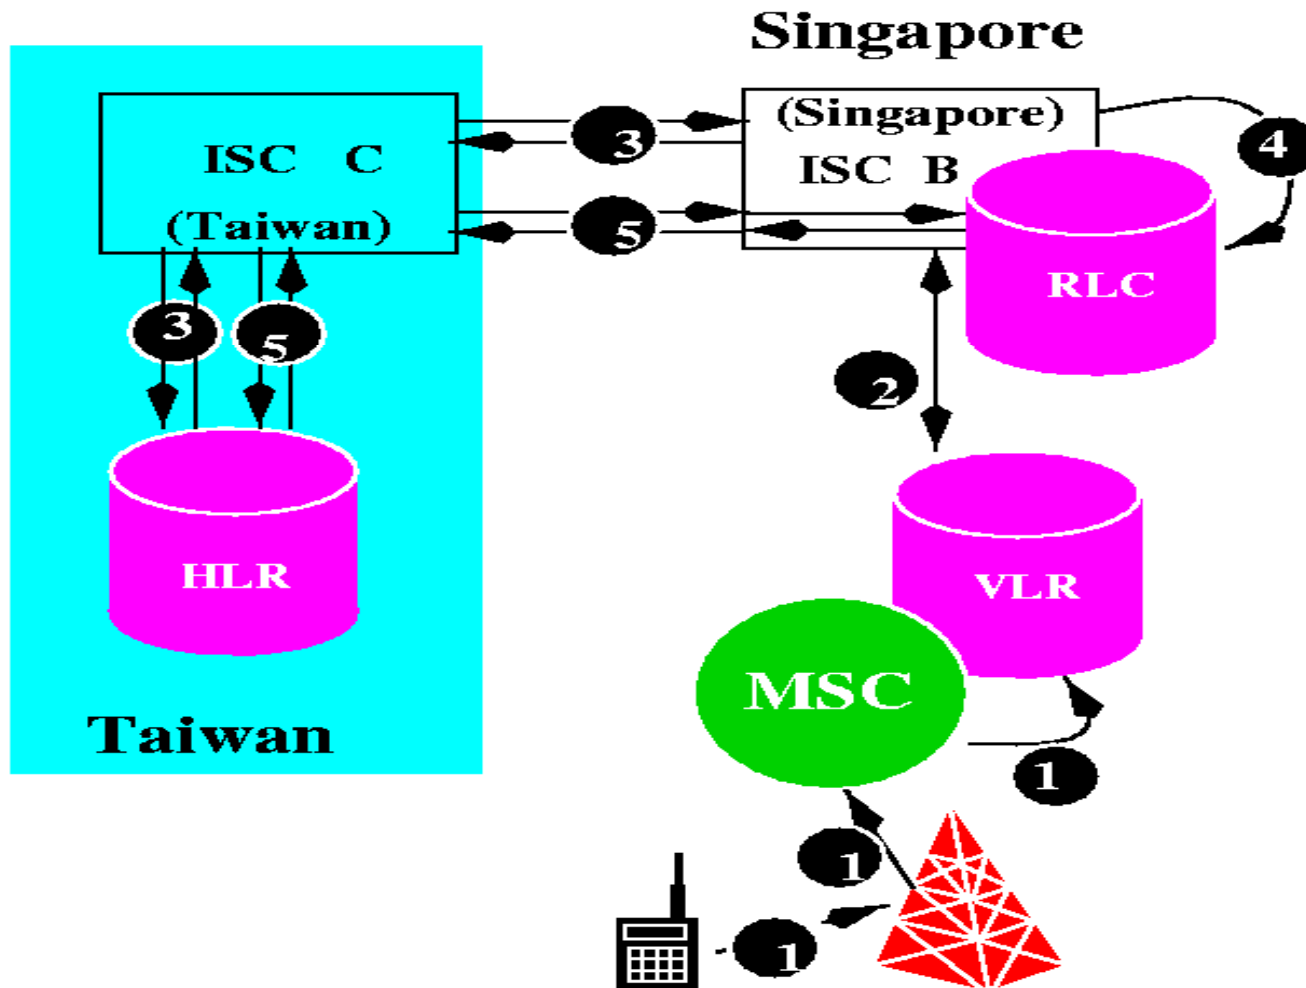 Singapore
ISC C
(Taiwan)
3
(Singapore)
ISC B
4
5
RLC
3
5
2
HLR
VLR
MSC
Taiwan
1
1
1